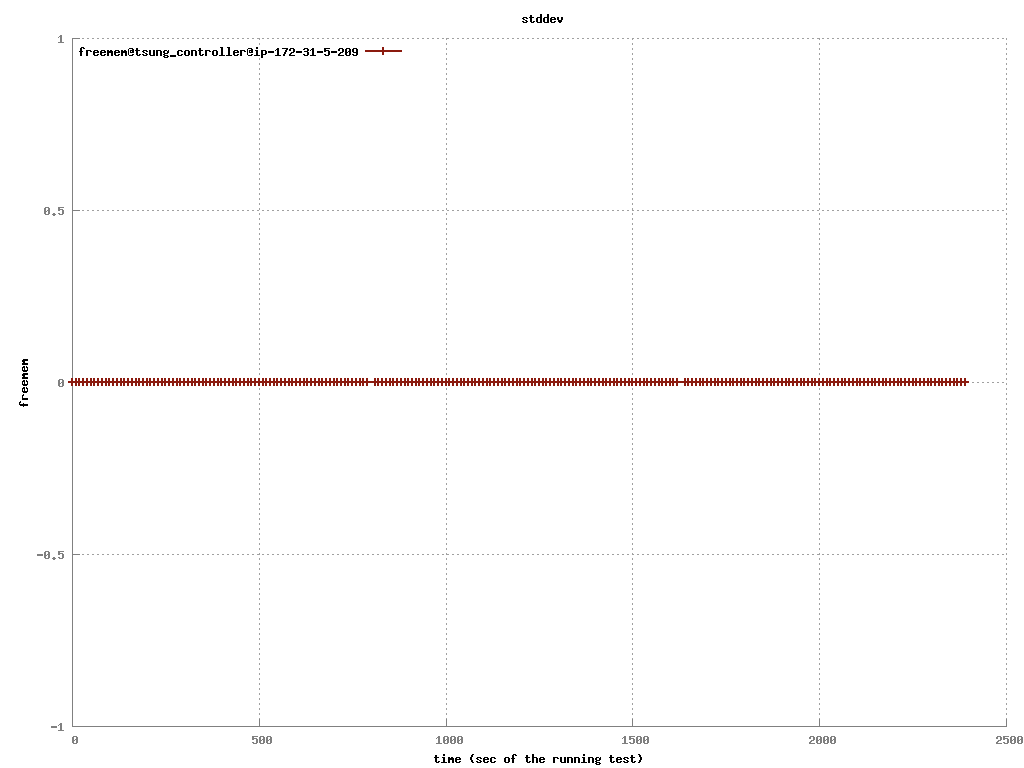 stddev
1
freemem@tsung_controller@ip-172-31-5-209
0.5
freemem
0
-0.5
-1
0 500 1000 1500 2000 2500
time (sec of the running test)